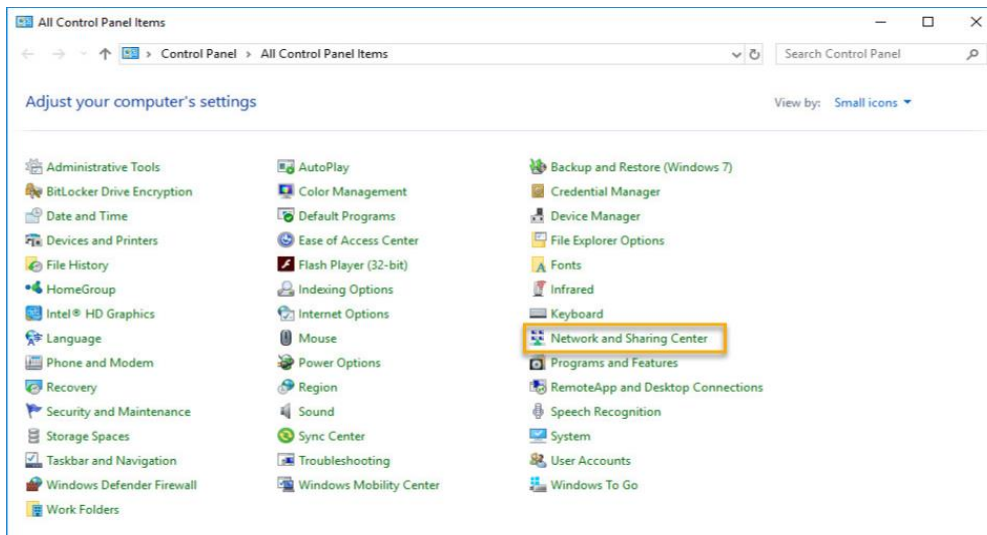 All Control Panel Items
Control Panel > All Control Panel Items
Search Control Panel
Adjust your computer's settings
View by: Small icons
Administrative Tools
AutoPlay
Backup and Restore (Windows 7)
BitLocker Drive Encryption
Color Management
Credential Manager
Date and Time
Default Programs
Device Manager
Devices and Printers
Ease of Access Center
File Explorer Options
File History
Flash Player (32-bit)
Fonts
HomeGroup
Indexing Options
Infrared
Intel® HD Graphics
Internet Options
Keyboard
Language
Mouse
Network and Sharing Center
Phone and Modem
Power Options
Programs and Features
Recovery
Region
RemoteApp and Desktop Connections
Security and Maintenance
Sound
Speech Recognition
Storage Spaces
Sync Center
System
Taskbar and Navigation
Troubleshooting
User Accounts
Windows Defender Firewall
Windows Mobility Center
Windows To Go
Work Folders